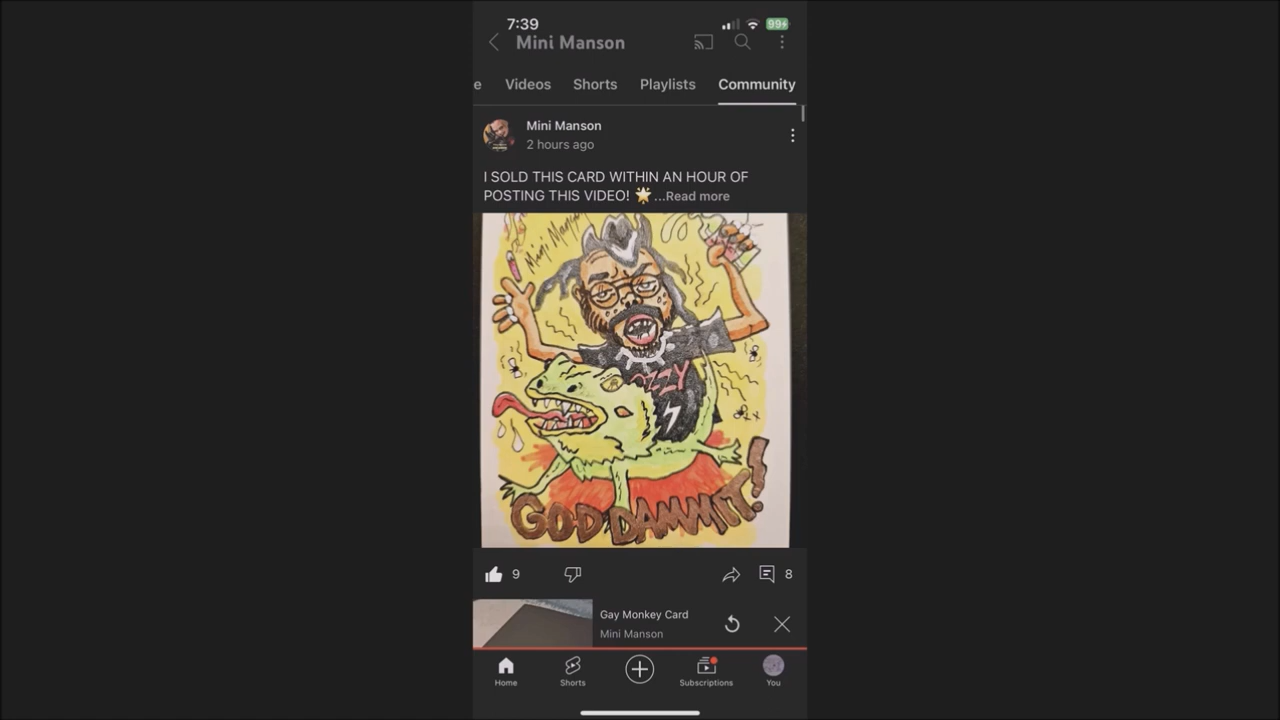 7:39
99+
Mini Manson
e Videos Shorts Playlists Community
Mini Manson
2 hours ago
I SOLD THIS CARD WITHIN AN HOUR OF
POSTING THIS VIDEO! 🌟 ...Read more
Mini Manson
OZZY
GOD DAMMIT!
9
8
Gay Monkey Card
Mini Manson
Home Shorts Subscriptions You